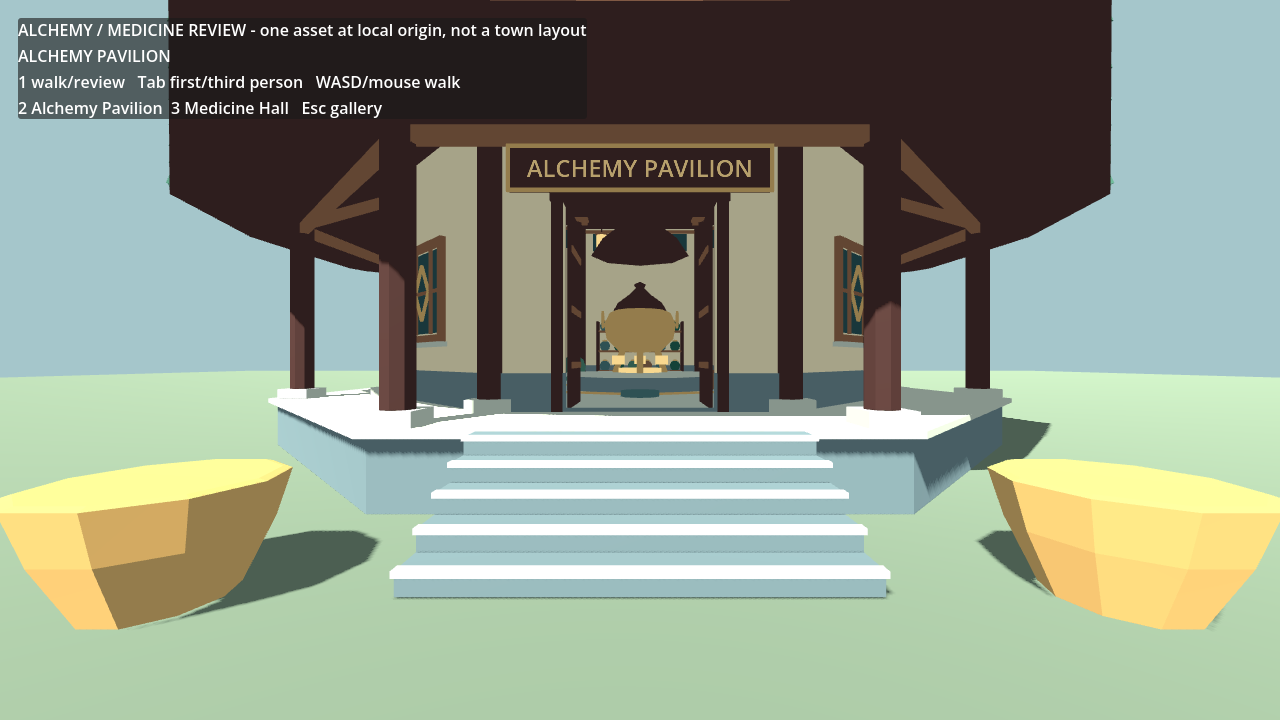 ALCHEMY / MEDICINE REVIEW - one asset at local origin, not a town layout
ALCHEMY PAVILION
1 walk/review   Tab first/third person   WASD/mouse walk
2 Alchemy Pavilion  3 Medicine Hall   Esc gallery
ALCHEMY PAVILION